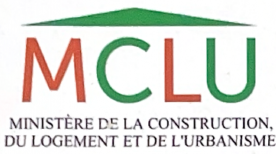 MCLU
MINISTÈRE DE LA CONSTRUCTION,
DU LOGEMENT ET DE L'URBANISME